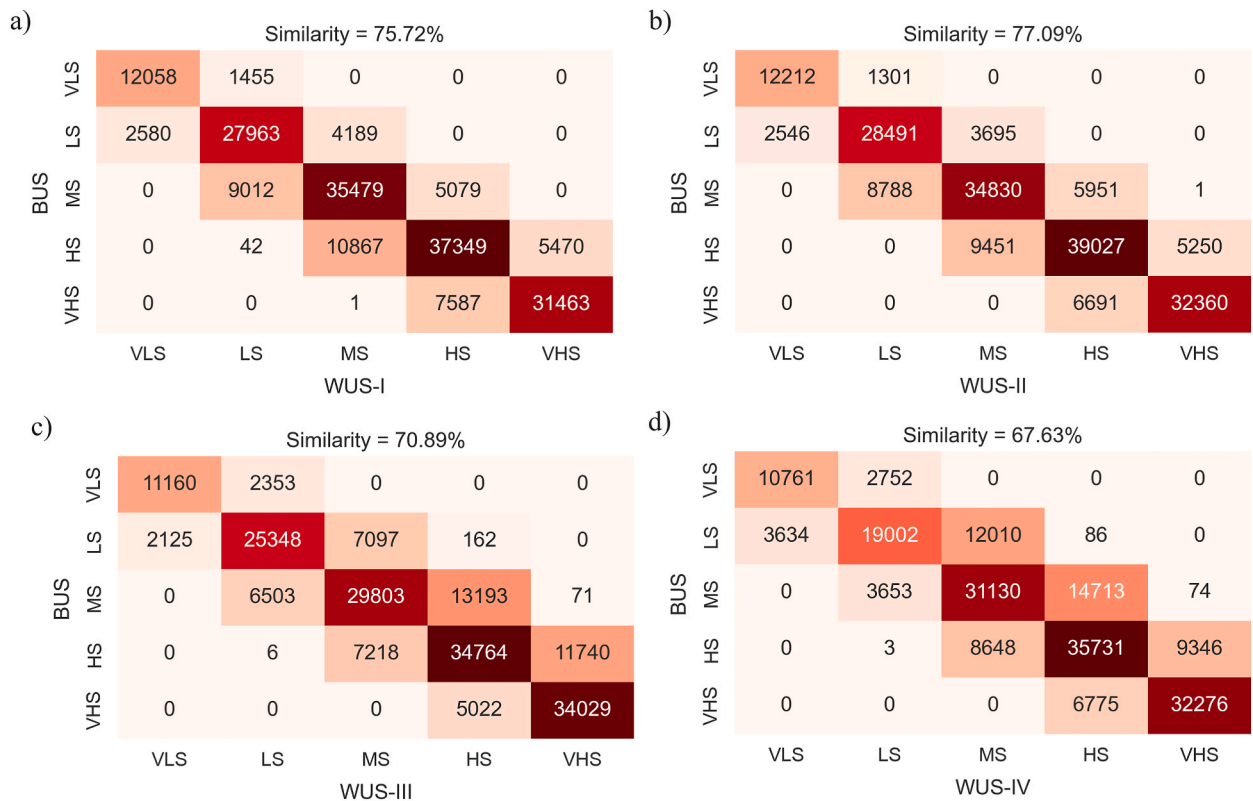 a)
Similarity = 75.72%
VLS 12058 1455 0 0 0
LS 2580 27963 4189 0 0
MS 0 9012 35479 5079 0
HS 0 42 10867 37349 5470
VHS 0 0 1 7587 31463
BUS
VLS LS MS HS VHS
WUS-I
b)
Similarity = 77.09%
VLS 12212 1301 0 0 0
LS 2546 28491 3695 0 0
MS 0 8788 34830 5951 1
HS 0 0 9451 39027 5250
VHS 0 0 0 6691 32360
BUS
VLS LS MS HS VHS
WUS-II
c)
Similarity = 70.89%
VLS 11160 2353 0 0 0
LS 2125 25348 7097 162 0
MS 0 6503 29803 13193 71
HS 0 6 7218 34764 11740
VHS 0 0 0 5022 34029
BUS
VLS LS MS HS VHS
WUS-III
d)
Similarity = 67.63%
VLS 10761 2752 0 0 0
LS 3634 19002 12010 86 0
MS 0 3653 31130 14713 74
HS 0 3 8648 35731 9346
VHS 0 0 0 6775 32276
BUS
VLS LS MS HS VHS
WUS-IV